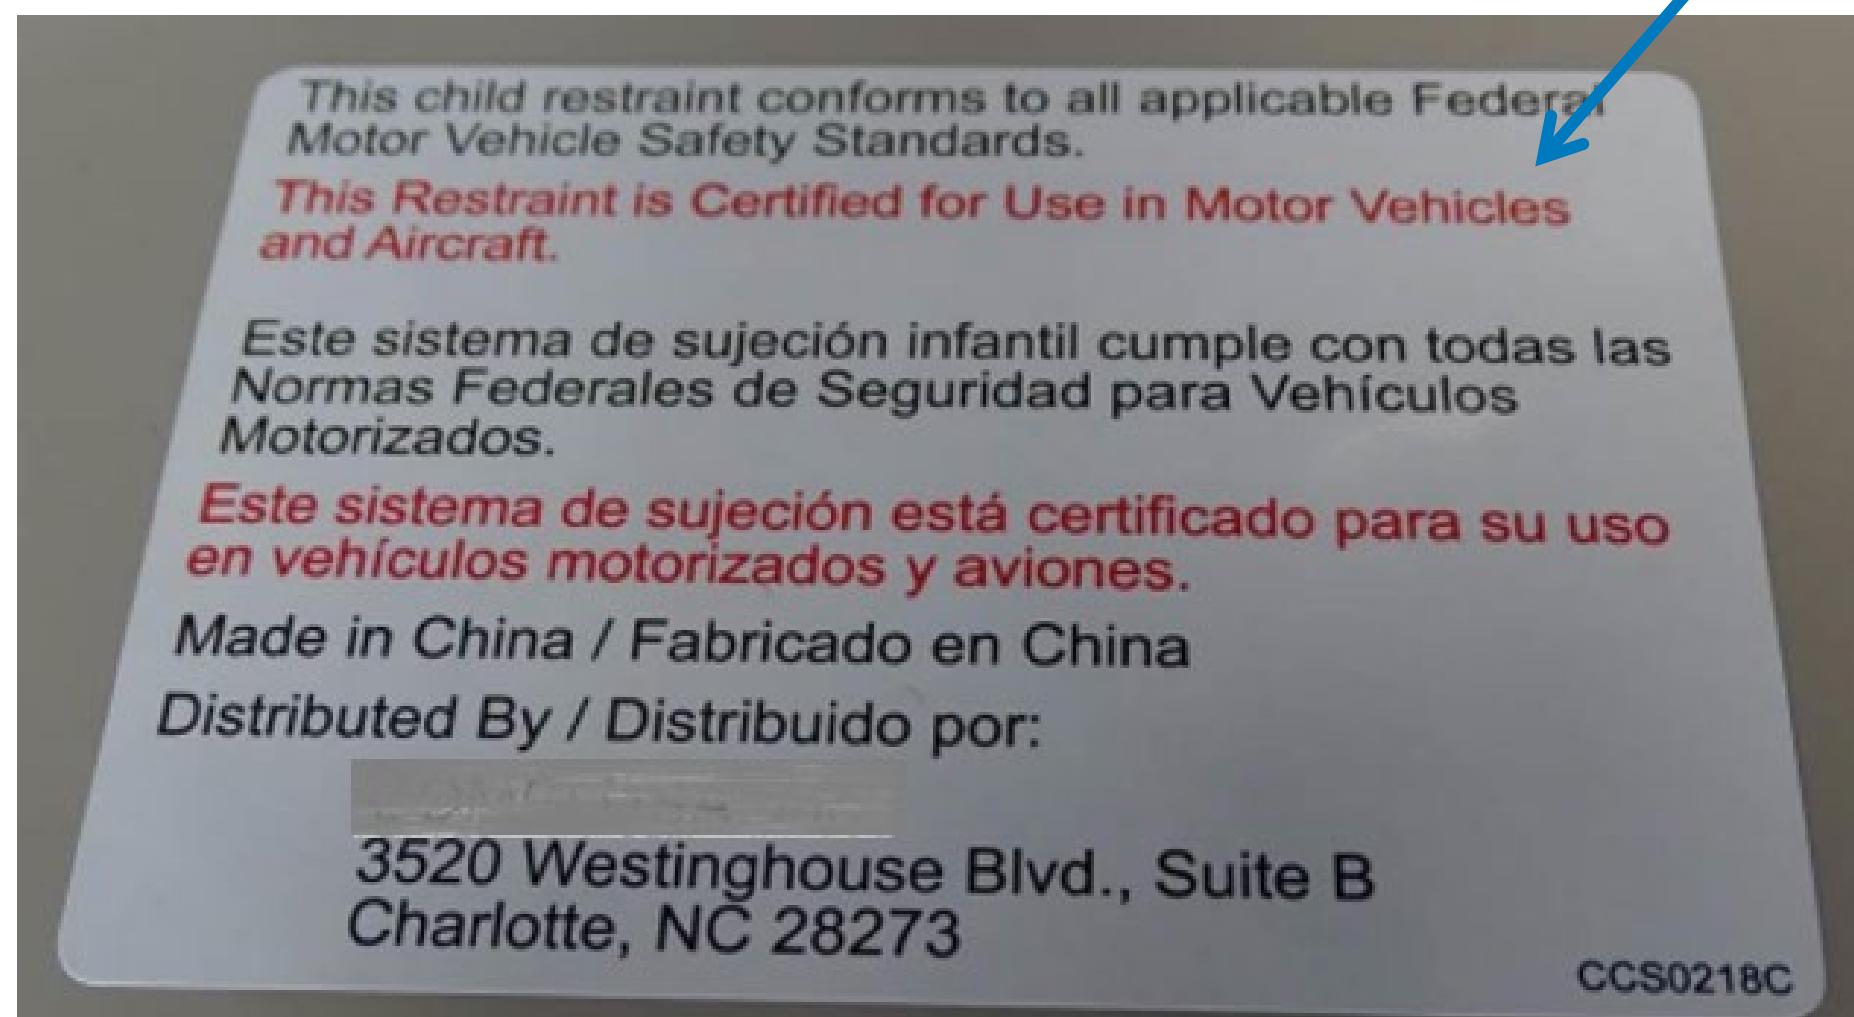 This child restraint conforms to all applicable Federal
Motor Vehicle Safety Standards.
This Restraint is Certified for Use in Motor Vehicles
and Aircraft.
Este sistema de sujeción infantil cumple con todas las
Normas Federales de Seguridad para Vehículos
Motorizados.
Este sistema de sujeción está certificado para su uso
en vehículos motorizados y aviones.
Made in China / Fabricado en China
Distributed By / Distribuido por:
3520 Westinghouse Blvd., Suite B
Charlotte, NC 28273
CCS0218C